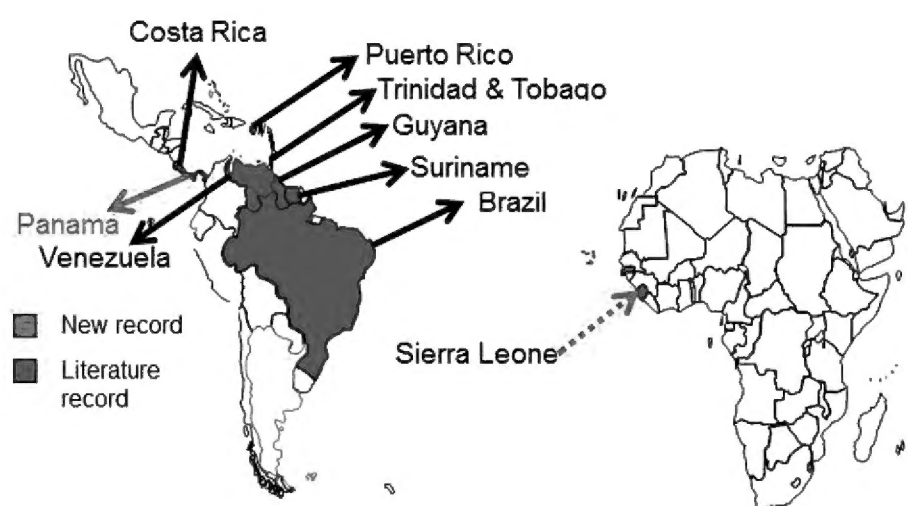 Costa Rica
Puerto Rico
Trinidad & Tobago
Guyana
Suriname
Brazil
Panama
Venezuela
New record
Literature
record
Sierra Leone